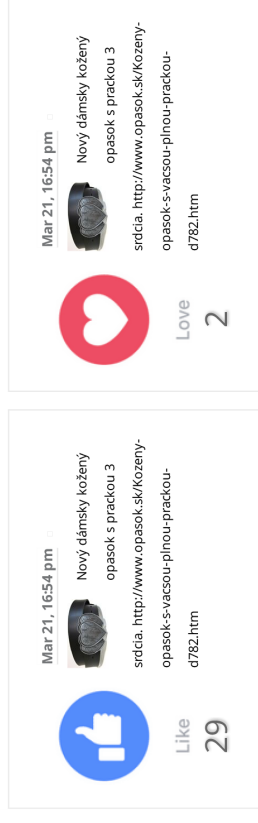 Mar 21, 16:54 pm
Nový dámsky kožený
opasok s prackou 3
srdcia. http://www.opasok.sk/Kozeny-
opasok-s-vacsou-plnou-prackou-
d782.htm
Like
29
Mar 21, 16:54 pm
Nový dámsky kožený
opasok s prackou 3
srdcia. http://www.opasok.sk/Kozeny-
opasok-s-vacsou-plnou-prackou-
d782.htm
Love
2